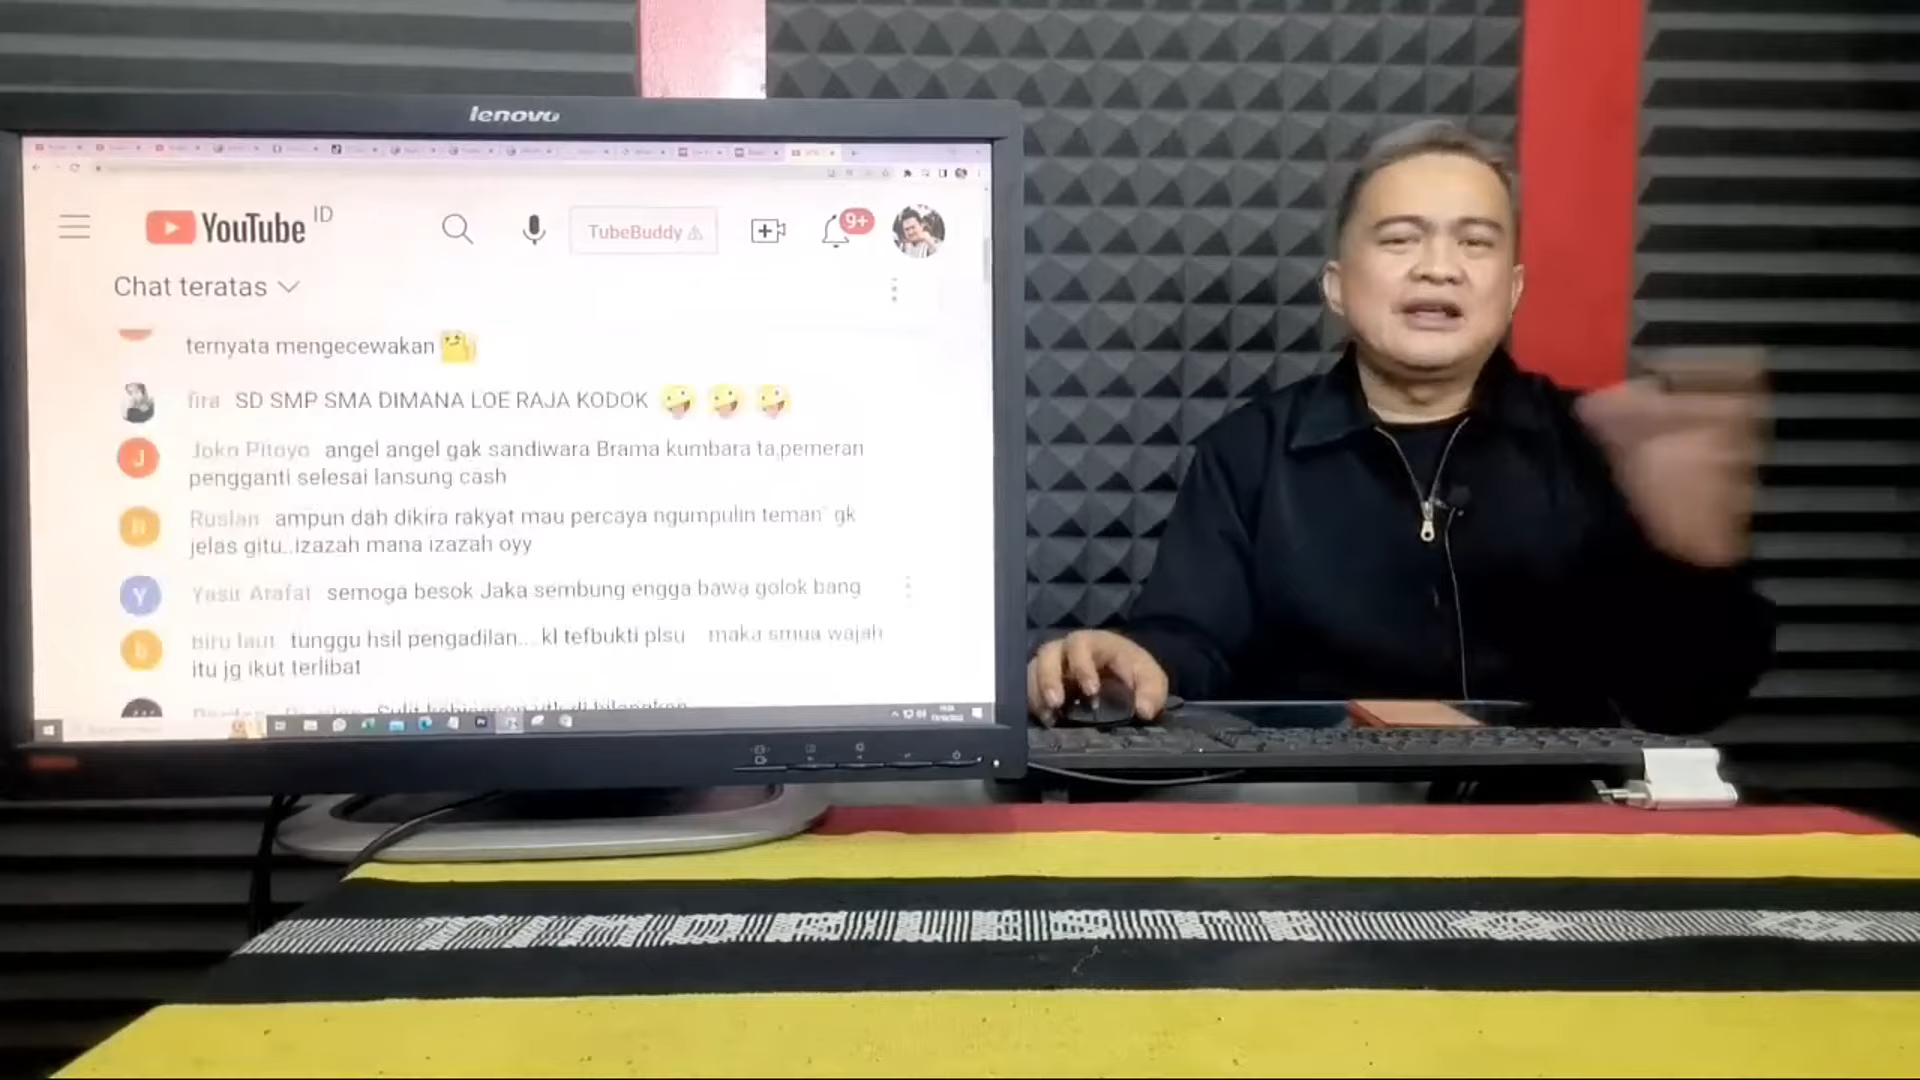 lenovo
YouTube ID
TubeBuddy
9+
Chat teratas
ternyata mengecewakan
fira SD SMP SMA DIMANA LOE RAJA KODOK
Joko Pitoyo angel angel gak sandiwara Brama kumbara ta,pemeran
pengganti selesai lansung cash
J
Ruslan ampun dah dikira rakyat mau percaya ngumpulin teman" gk
jelas gitu..izazah mana izazah oyy
Y
Yasir Arafat semoga besok Jaka sembung engga bawa golok bang
b
biru laut tunggu hsil pengadilan... kl tefbukti plsu maka smua wajah
itu jg ikut terlibat